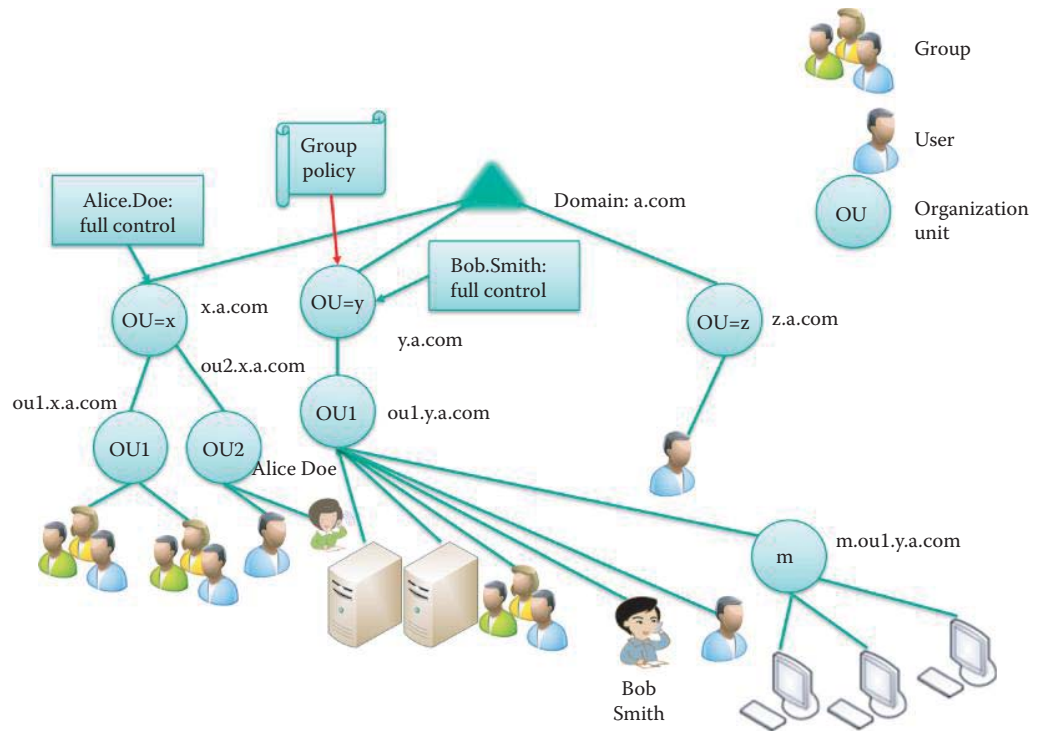 Group
User
OU
Organization
unit
Group
policy
Alice.Doe:
full control
Domain: a.com
Bob.Smith:
full control
OU=x
x.a.com
OU=y
y.a.com
OU=z
z.a.com
ou2.x.a.com
ou1.x.a.com
OU1
ou1.y.a.com
OU1
OU2
Alice Doe
m
m.ou1.y.a.com
Bob
Smith